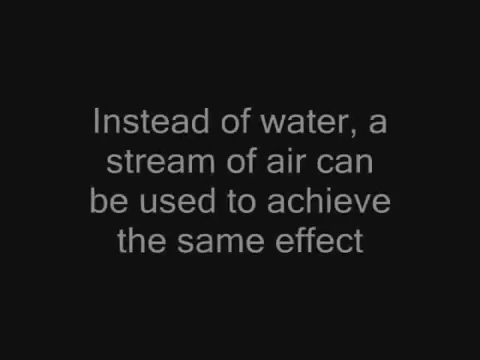 Instead of water, a
stream of air can
be used to achieve
the same effect